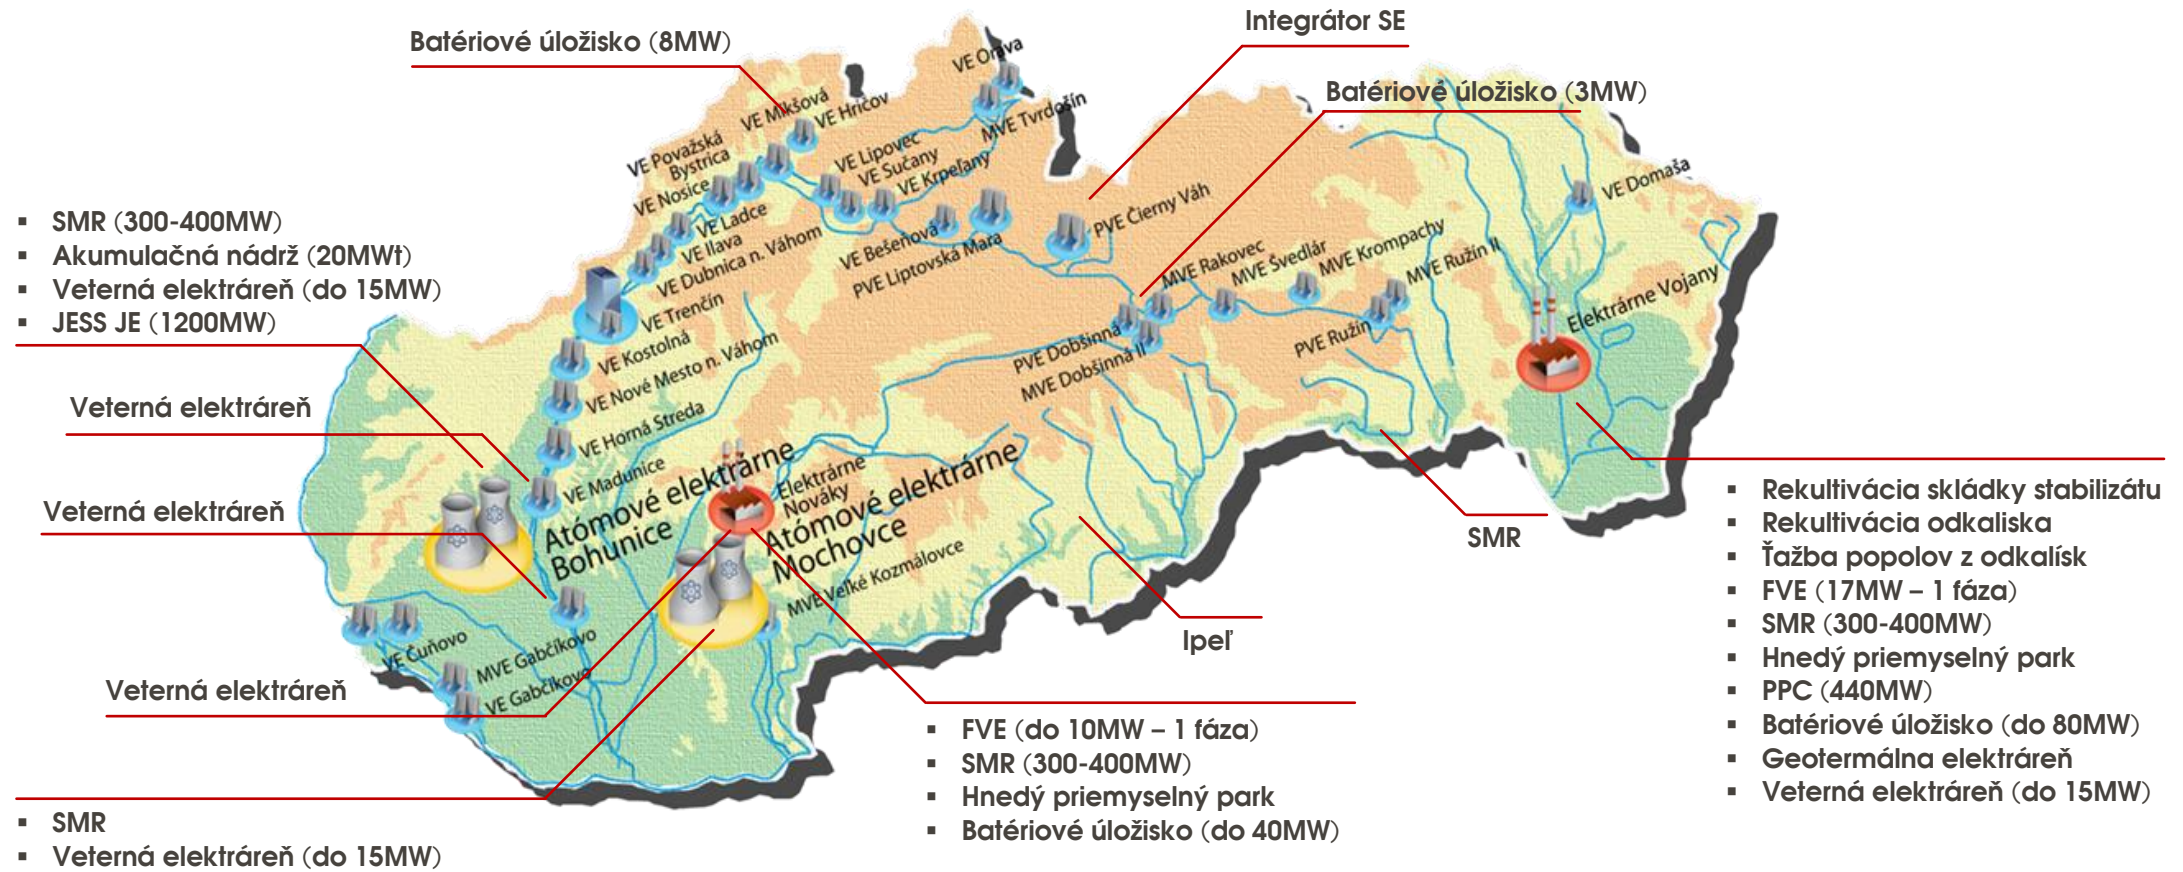 Integrátor SE
Batériové úložisko (8MW)
Batériové úložisko (3MW)
VE Orava
MVE Tvrdošín
VE Mikšová
VE Hričov
VE Považská
Bystrica
VE Nosice
VE Lipovec
VE Sučany
VE Krpeľany
VE Ladce
VE Ilava
VE Dubnica n. Váhom
VE Trenčín
VE Bešeňová
PVE Liptovská Mara
PVE Čierny Váh
MVE Rakovec
MVE Švedlár
MVE Krompachy
MVE Ružín II
PVE Ružín
VE Domaša
Elektrárne Vojany
PVE Dobšinná
MVE Dobšinná II
▪ SMR (300-400MW)
▪ Akumulačná nádrž (20MWt)
▪ Veterná elektráreň (do 15MW)
▪ JESS JE (1200MW)
VE Kostolná
VE Nové Mesto n. Váhom
VE Horná Streda
VE Madunice
Veterná elektráreň
Veterná elektráreň
Atómové elektrárne
Bohunice
Elektrárne
Nováky
Atómové elektrárne
Mochovce
MVE Veľké Kozmálovce
VE Čuňovo
MVE Gabčíkovo
VE Gabčíkovo
Veterná elektráreň
SMR
Ipeľ
▪ SMR
▪ Veterná elektráreň (do 15MW)
▪ FVE (do 10MW – 1 fáza)
▪ SMR (300-400MW)
▪ Hnedý priemyselný park
▪ Batériové úložisko (do 40MW)
▪ Rekultivácia skládky stabilizátu
▪ Rekultivácia odkaliska
▪ Ťažba popolov z odkalísk
▪ FVE (17MW – 1 fáza)
▪ SMR (300-400MW)
▪ Hnedý priemyselný park
▪ PPC (440MW)
▪ Batériové úložisko (do 80MW)
▪ Geotermálna elektráreň
▪ Veterná elektráreň (do 15MW)